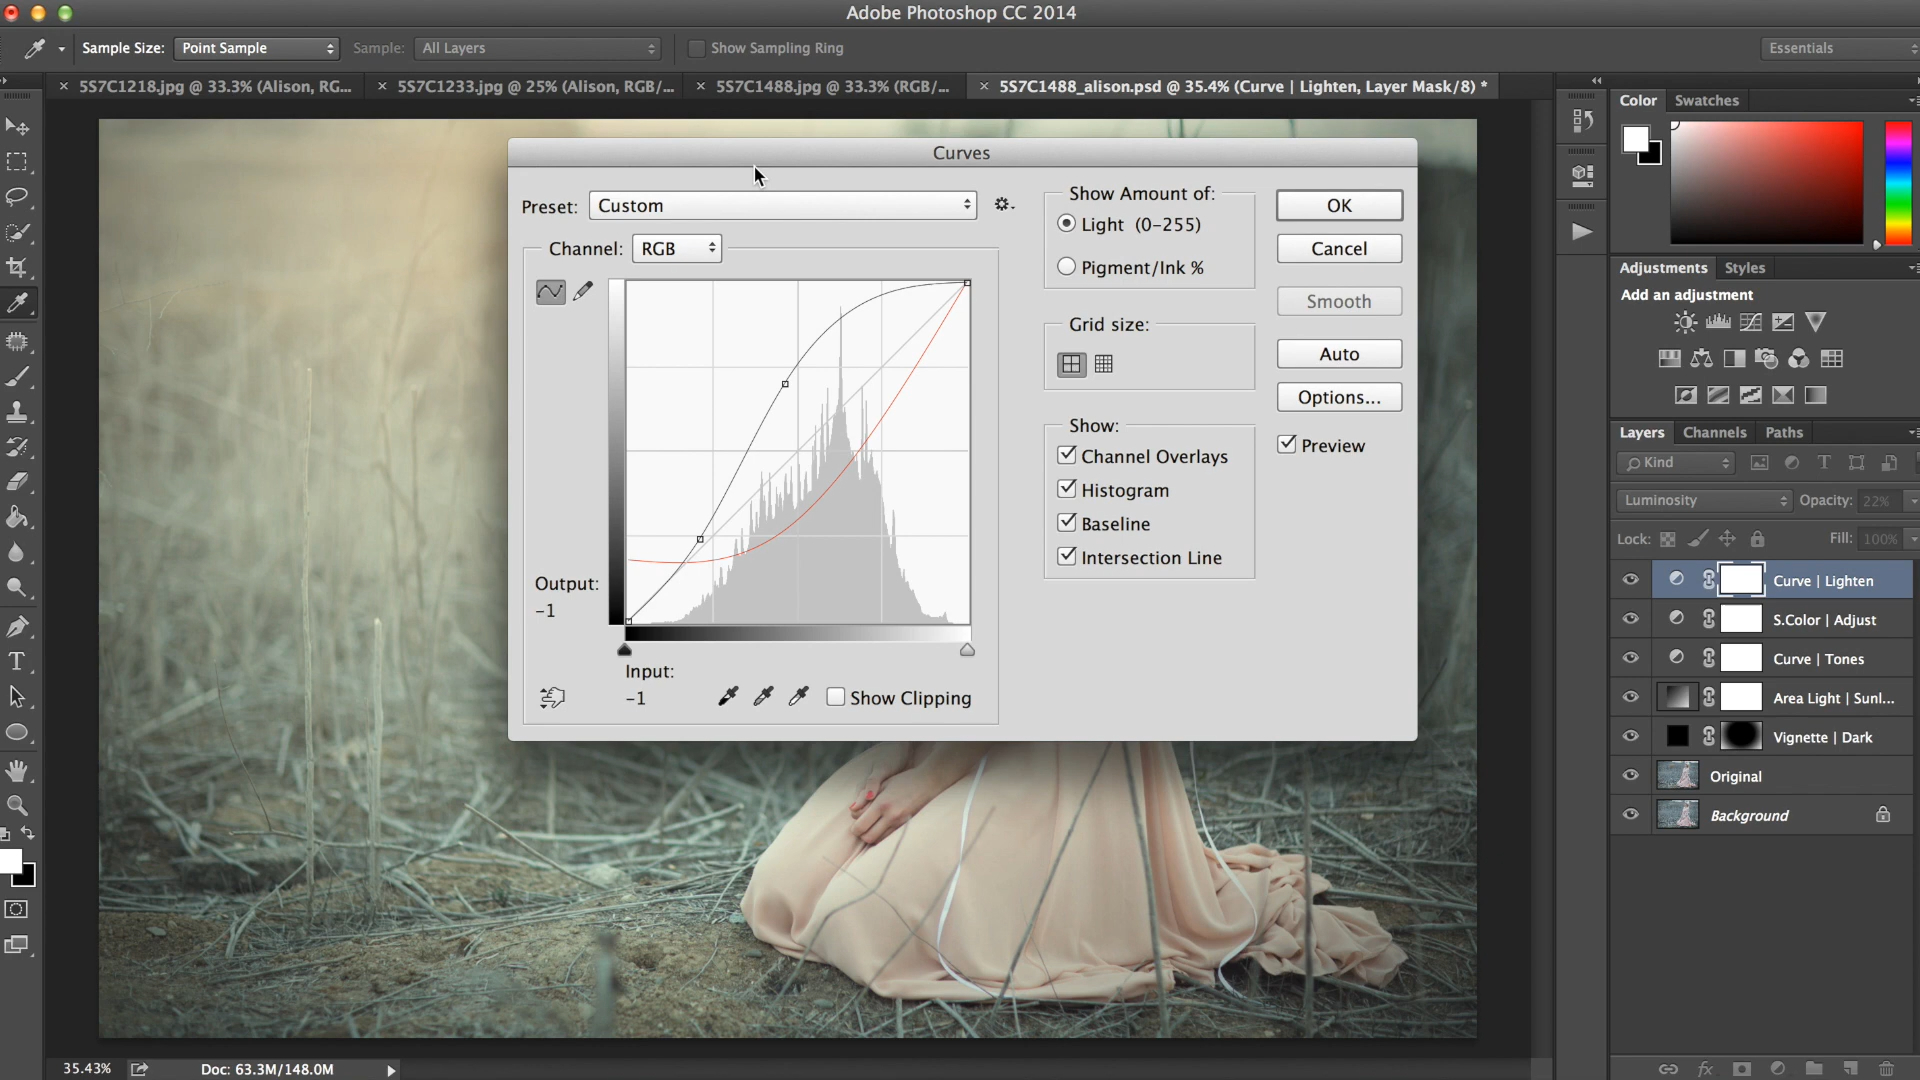 Adobe Photoshop CC 2014
Sample Size: Point Sample Sample: All Layers Show Sampling Ring Essentials
5S7C1218.jpg @ 33.3% (Alison, RG... 5S7C1233.jpg @ 25% (Alison, RGB/... 5S7C1488.jpg @ 33.3% (RGB/... 5S7C1488_alison.psd @ 35.4% (Curve | Lighten, Layer Mask/8) *
Curves
Preset: Custom
Channel: RGB
Output:
-1
Input:
-1
Show Clipping
Show Amount of:
Light (0-255)
Pigment/Ink %
Grid size:
Show:
Channel Overlays
Histogram
Baseline
Intersection Line
OK
Cancel
Smooth
Auto
Options...
Preview
Color Swatches
Adjustments Styles
Add an adjustment
Layers Channels Paths
Kind
Luminosity Opacity: 22%
Lock: Fill: 100%
Curve | Lighten
S.Color | Adjust
Curve | Tones
Area Light | Sunl...
Vignette | Dark
Original
Background
35.43% Doc: 63.3M/148.0M